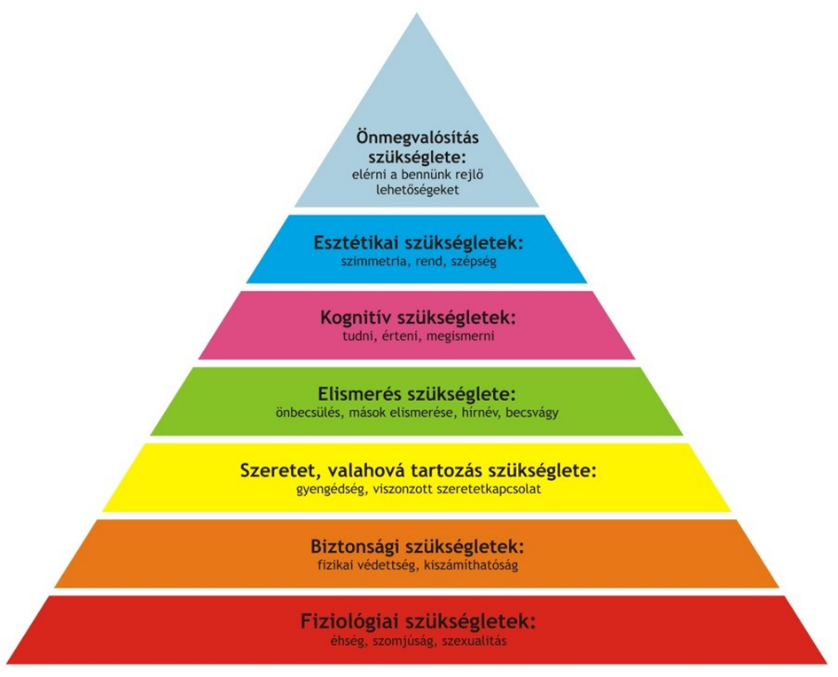 Önmegvalósítás
szükséglete:
elérni a bennünk rejlő
lehetőségeket
Esztétikai szükségletek:
szimmetria, rend, szépség
Kognitív szükségletek:
tudni, érteni, megismerni
Elismerés szükséglete:
önbecsülés, mások elismerése, hírnév, becsvágy
Szeretet, valahová tartozás szükséglete:
gyengédség, viszonzott szeretetkapcsolat
Biztonsági szükségletek:
fizikai védettség, kiszámíthatóság
Fiziológiai szükségletek:
éhség, szomjúság, szexualitás